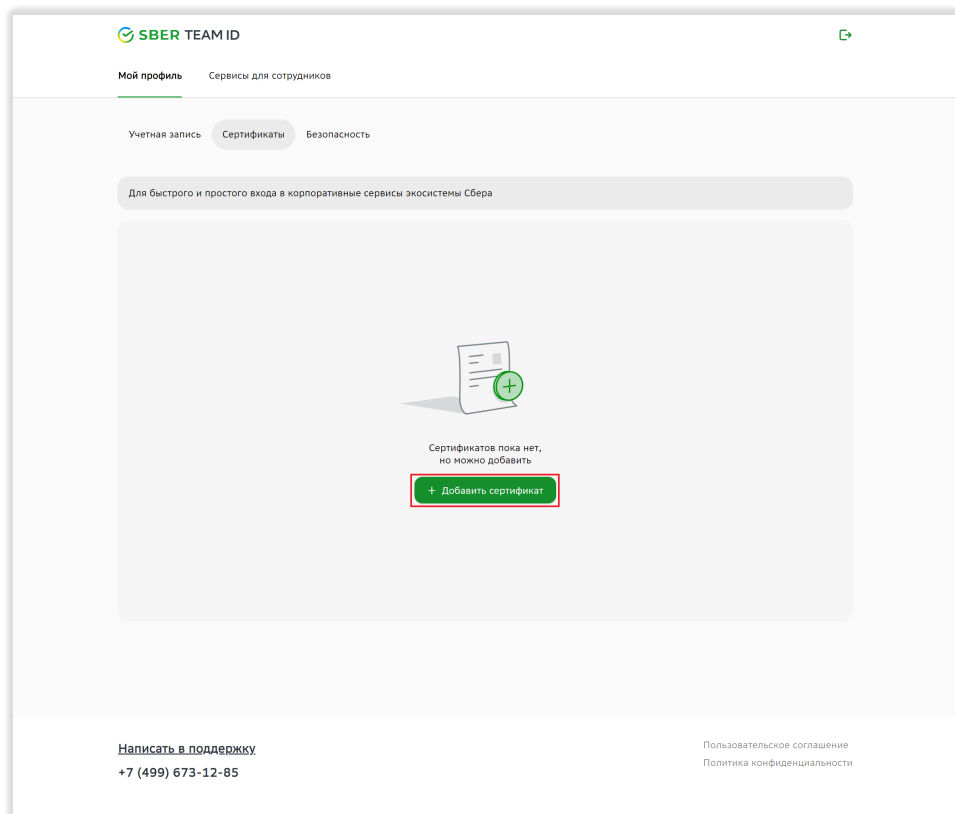 SBER TEAM ID
Мой профиль Сервисы для сотрудников
Учетная запись Сертификаты Безопасность
Для быстрого и простого входа в корпоративные сервисы экосистемы Сбера
Сертификатов пока нет,
но можно добавить
+ Добавить сертификат
Написать в поддержку
+7 (499) 673-12-85
Пользовательское соглашение
Политика конфиденциальности